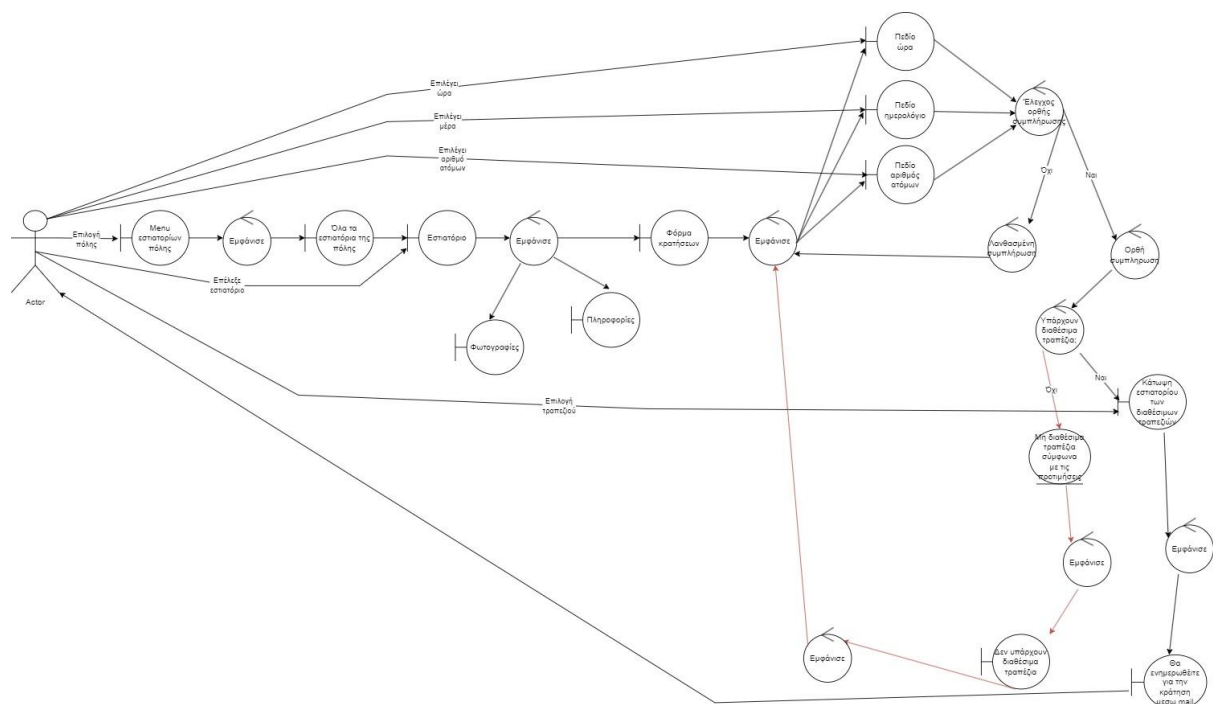 Πεδίο
ώρα
Επιλέγει
ώρα
Πεδίο
ημερολόγιο
Έλεγχος
ορθής
συμπλήρωσης
Επιλέγει
μέρα
Επιλέγει
αριθμό
ατόμων
Πεδίο
αριθμός
ατόμων
Όχι
Ναι
Επιλογή
πόλης
Menu
εστιατορίων
πόλης
Εμφάνισε
Όλα τα
εστιατόρια της
πόλης
Εστιατόριο
Εμφάνισε
Φόρμα
κρατήσεων
Εμφάνισε
Λανθασμένη
συμπλήρωση
Ορθή
συμπληρωση
Επέλεξε
εστιατόριο
Actor
Φωτογραφίες
Πληροφορίες
Υπάρχουν
διαθέσιμα
τραπέζια;
Όχι
Ναι
Επιλογή
τραπεζιού
Κάτωψη
εστιατορίου
των
διαθέσιμων
τραπεζιών
Μη διαθέσιμα
τραπέζια
σύμφωνα
με τις
προτιμήσεις
Εμφάνισε
Εμφάνισε
Εμφάνισε
Δεν υπάρχουν
διαθέσιμα
τραπέζια
Θα
ενημερωθείτε
για την
κράτηση
μεσω mail